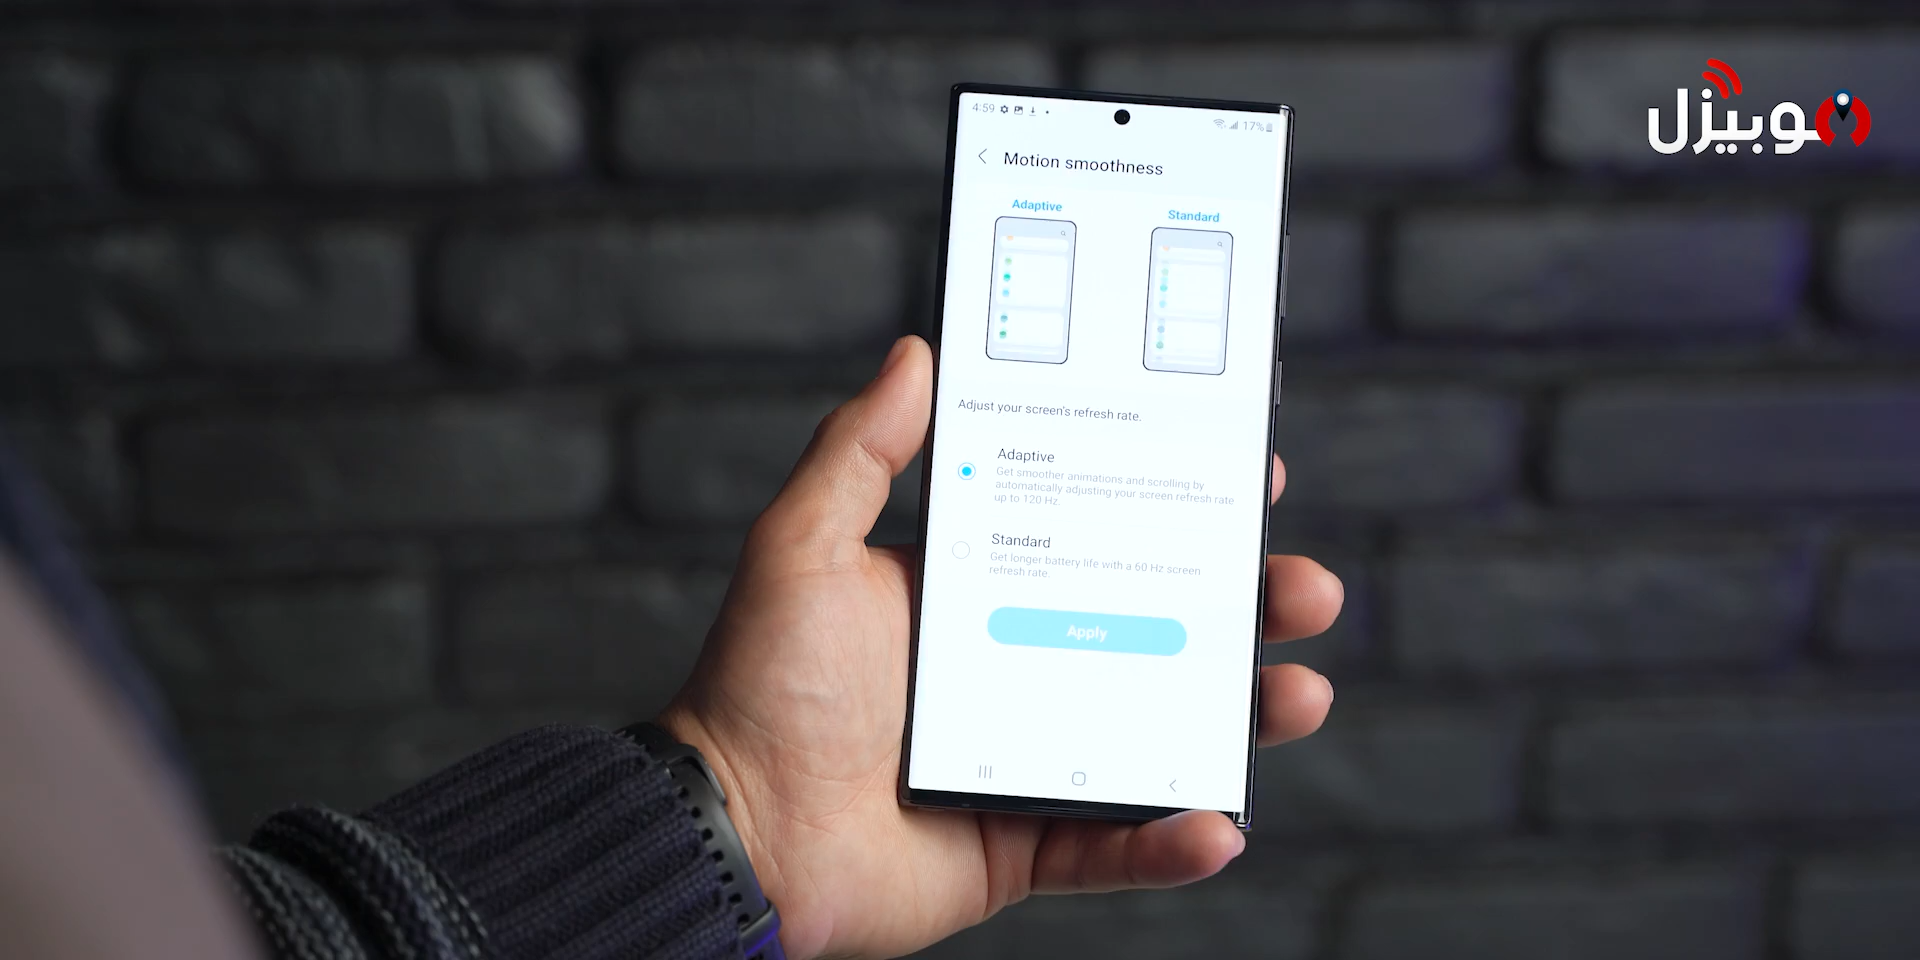 موبيزل
4:59
17%
Motion smoothness
Adaptive
Standard
Adjust your screen's refresh rate.
Adaptive
Get smoother animations and scrolling by
automatically adjusting your screen refresh rate
up to 120 Hz.
Standard
Get longer battery life with a 60 Hz screen
refresh rate.
Apply